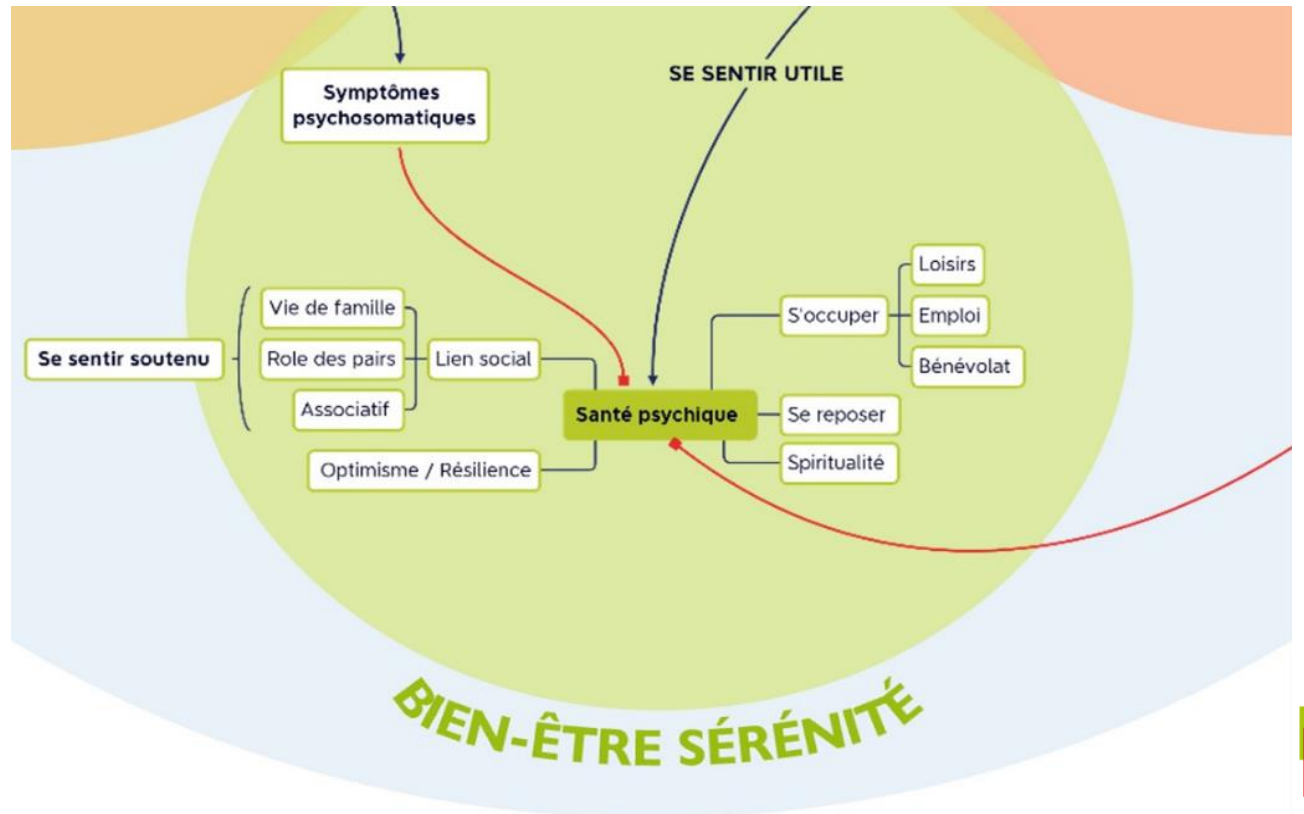 SE SENTIR UTILE
Symptômes
psychosomatiques
Loisirs
Vie de famille
S'occuper
Emploi
Se sentir soutenu
Role des pairs
Lien social
Bénévolat
Associatif
Santé psychique
Se reposer
Optimisme / Résilience
Spiritualité
BIEN-ÊTRE SÉRÉNITÉ